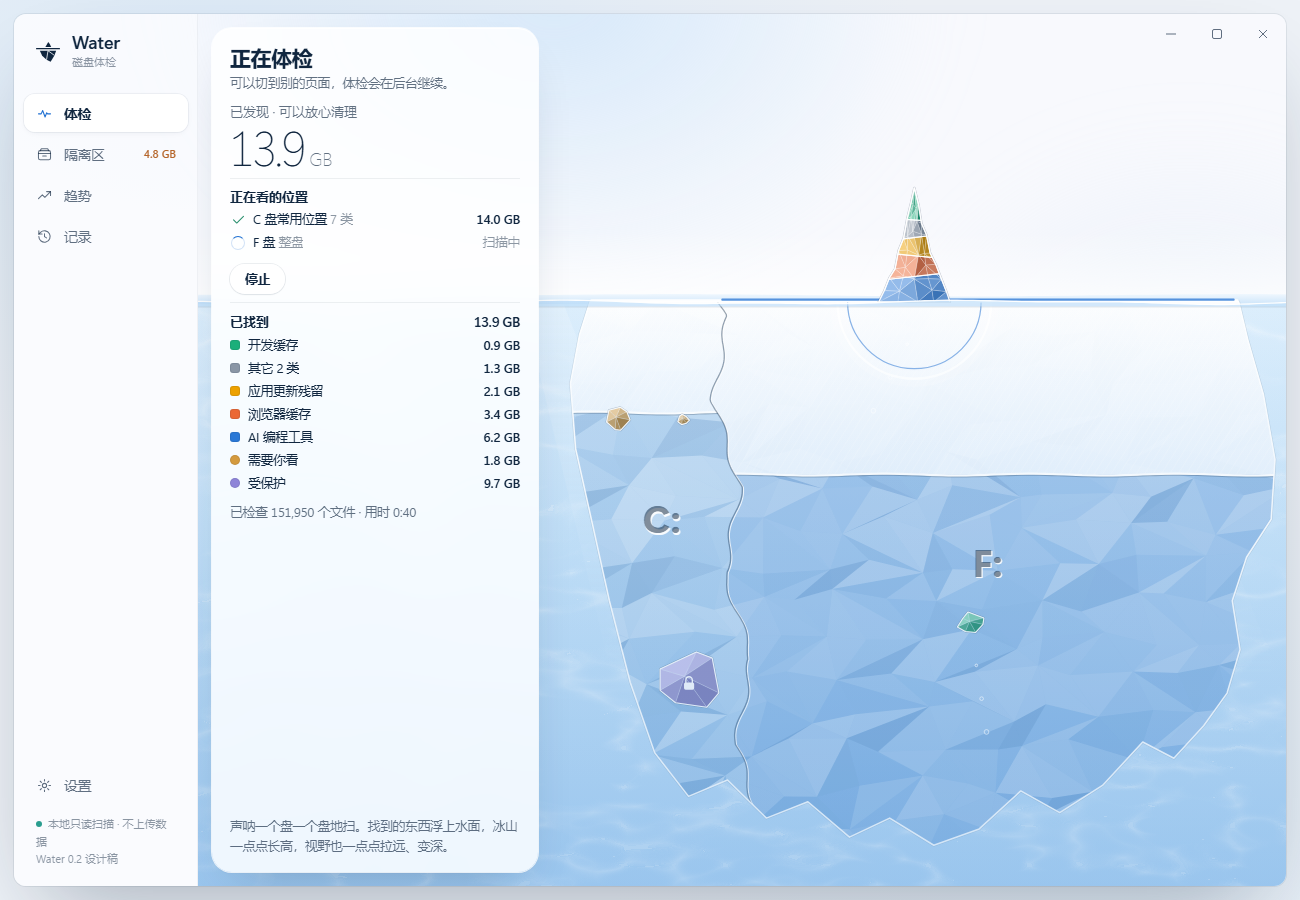 Water
磁盘体检
体检
隔离区 4.8 GB
趋势
记录
设置
本地只读扫描 · 不上传数
据
Water 0.2 设计稿
正在体检
可以切到别的页面，体检会在后台继续。
已发现 · 可以放心清理
13.9 GB
正在看的位置
C 盘常用位置 7 类 14.0 GB
F 盘 整盘 扫描中
停止
已找到 13.9 GB
开发缓存 0.9 GB
其它 2 类 1.3 GB
应用更新残留 2.1 GB
浏览器缓存 3.4 GB
AI 编程工具 6.2 GB
需要你看 1.8 GB
受保护 9.7 GB
已检查 151,950 个文件 · 用时 0:40
声呐一个盘一个盘地扫。找到的东西浮上水面，冰山
一点点长高，视野也一点点拉远、变深。
C:
F: